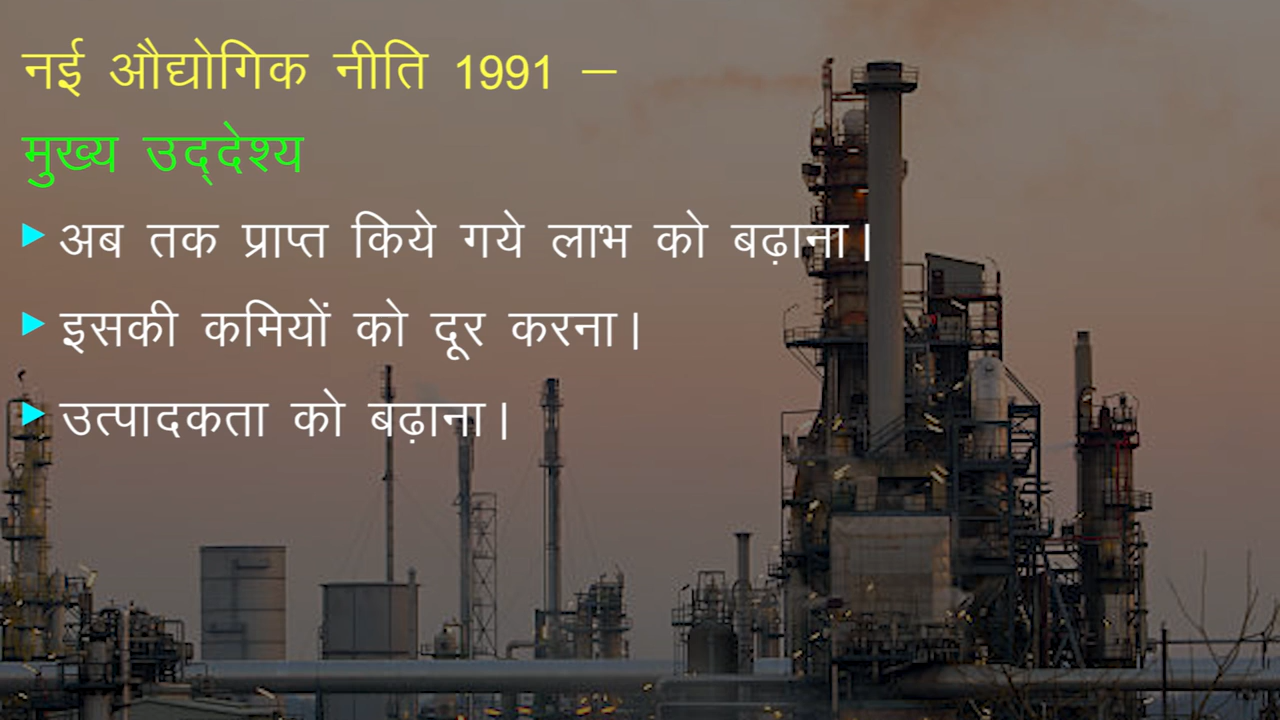 नई औद्योगिक नीति 1991 –
मुख्य उद्‌देश्य
अब तक प्राप्त किये गये लाभ को बढ़ाना।
इसकी कमियों को दूर करना।
उत्पादकता को बढ़ाना।